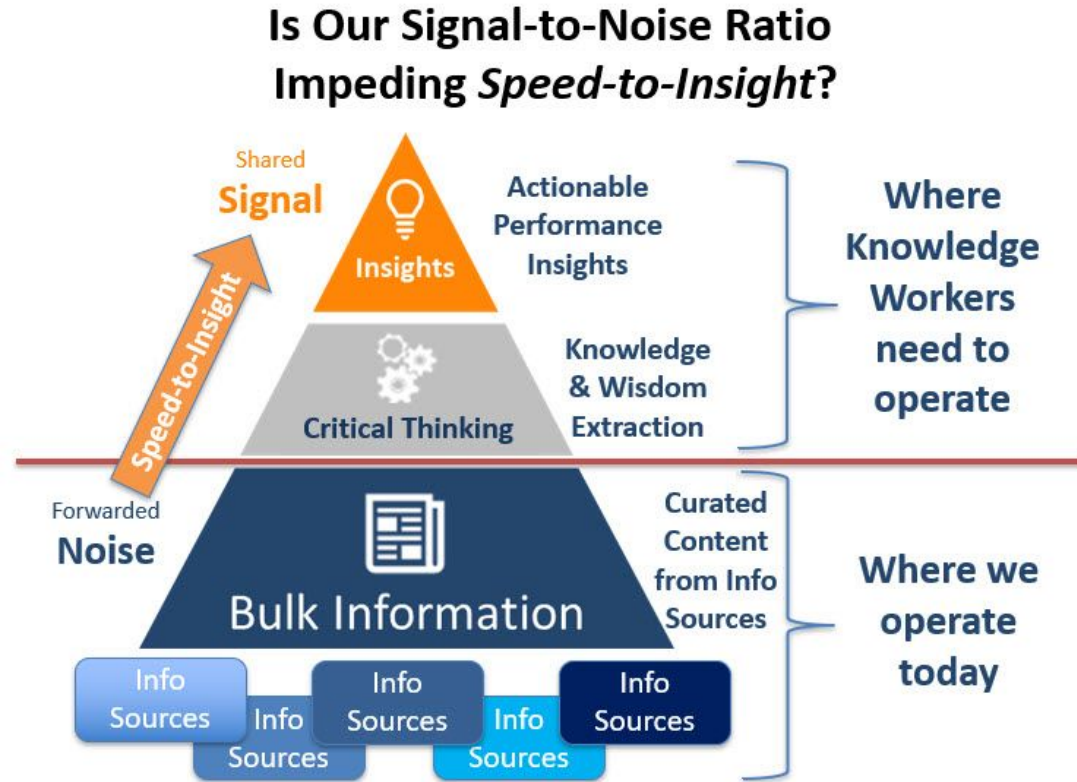 Is Our Signal-to-Noise Ratio
Impeding Speed-to-Insight?
Shared
Signal
Speed-to-Insight
Forwarded
Noise
Insights
Actionable
Performance
Insights
Critical Thinking
Knowledge
& Wisdom
Extraction
Where
Knowledge
Workers
need to
operate
Bulk Information
Curated
Content
from Info
Sources
Where we
operate
today
Info
Sources
Info
Sources
Info
Sources
Info
Sources
Info
Sources